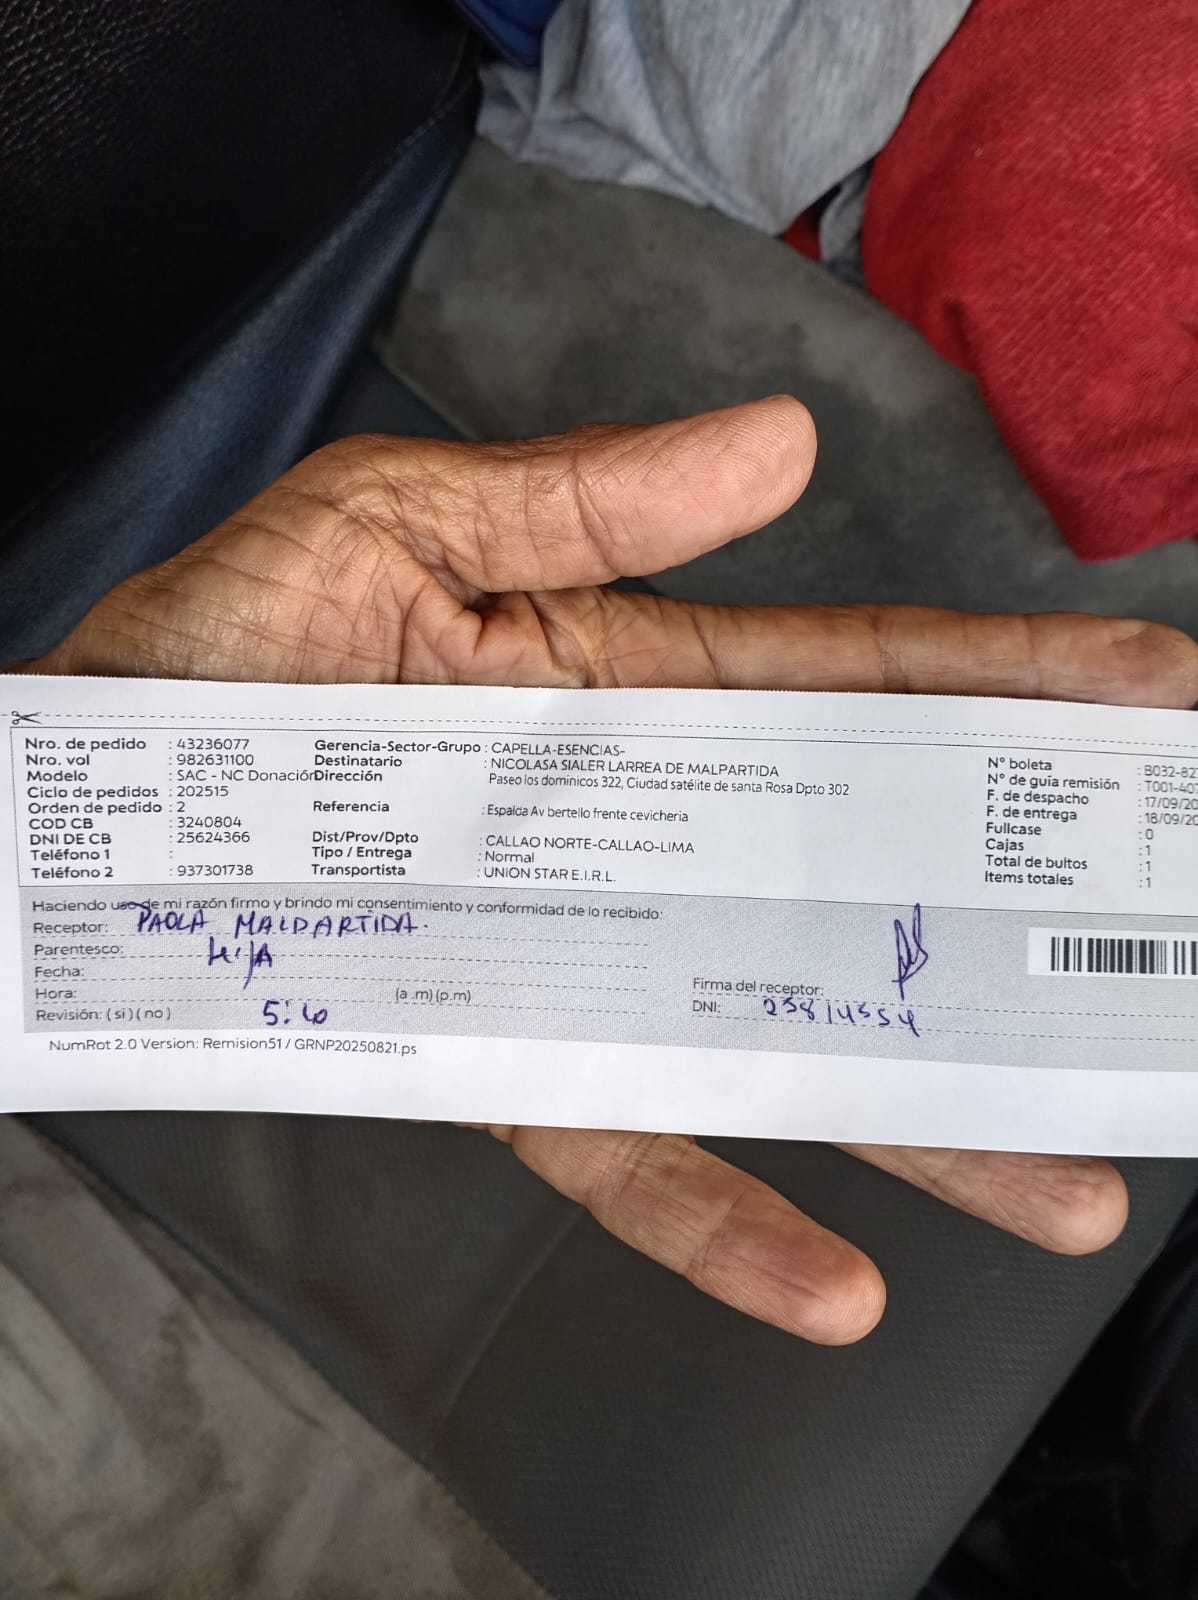 Nro. de pedido : 43236077
Nro. vol : 982631100
Modelo : SAC - NC Donación
Ciclo de pedidos : 202515
Orden de pedido : 2
COD CB : 3240804
DNI DE CB : 25624366
Teléfono 1 :
Teléfono 2 : 937301738
Gerencia-Sector-Grupo : CAPELLA-ESENCIAS-
Destinatario : NICOLASA SIALER LARREA DE MALPARTIDA
Dirección Paseo los dominicos 322, Ciudad satélite de santa Rosa Dpto 302
Referencia : Espalda Av bertello frente cevicheria
Dist/Prov/Dpto : CALLAO NORTE-CALLAO-LIMA
Tipo / Entrega : Normal
Transportista : UNION STAR E.I.R.L.
N° boleta : B032-82
N° de guía remisión : T001-407
F. de despacho : 17/09/20
F. de entrega : 18/09/20
Fullcase : 0
Cajas : 1
Total de bultos : 1
Items totales : 1
Haciendo uso de mi razón firmo y brindo mi consentimiento y conformidad de lo recibido:
Receptor: PAOLA MALPARTIDA.
Parentesco: Hija
Fecha:
Hora: (a .m) (p.m)
Revisión: ( si ) ( no ) 5:
Firma del receptor:
DNI:
NumRot 2.0 Version: Remision51 / GRNP20250821.ps